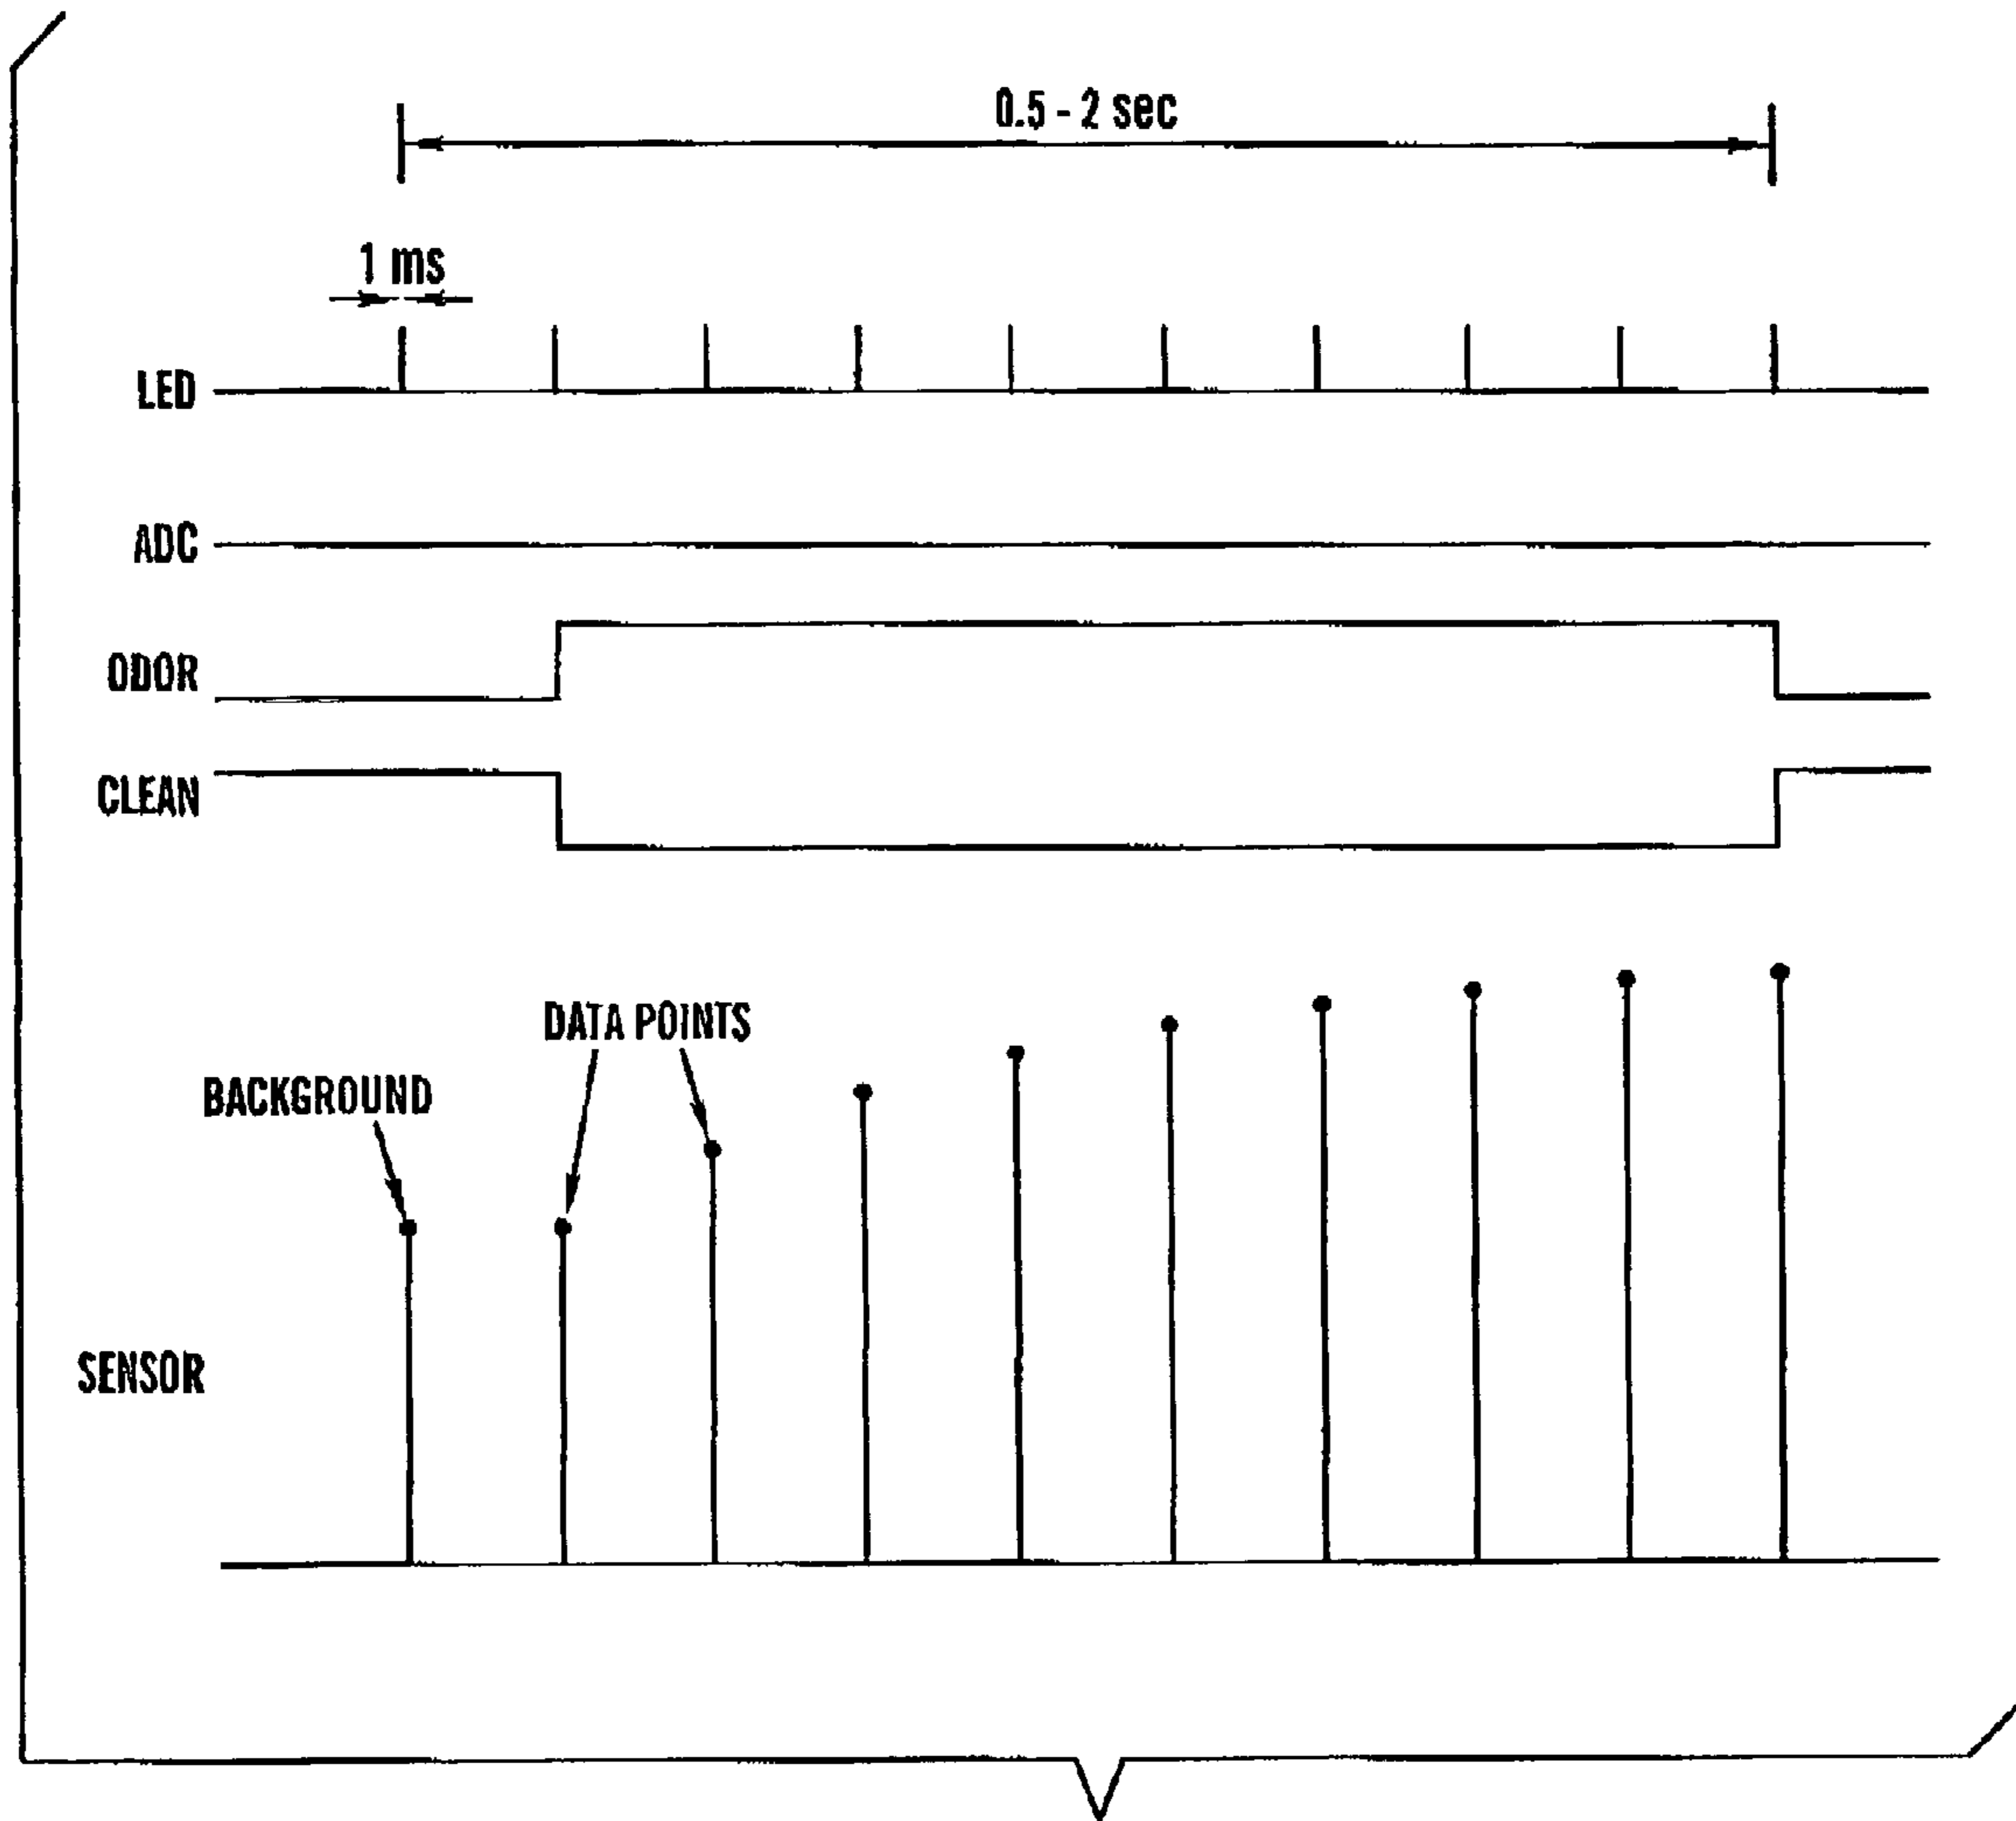 0.5 - 2 sec
1 ms
LED
ADC
ODOR
CLEAN
DATA POINTS
BACKGROUND
SENSOR